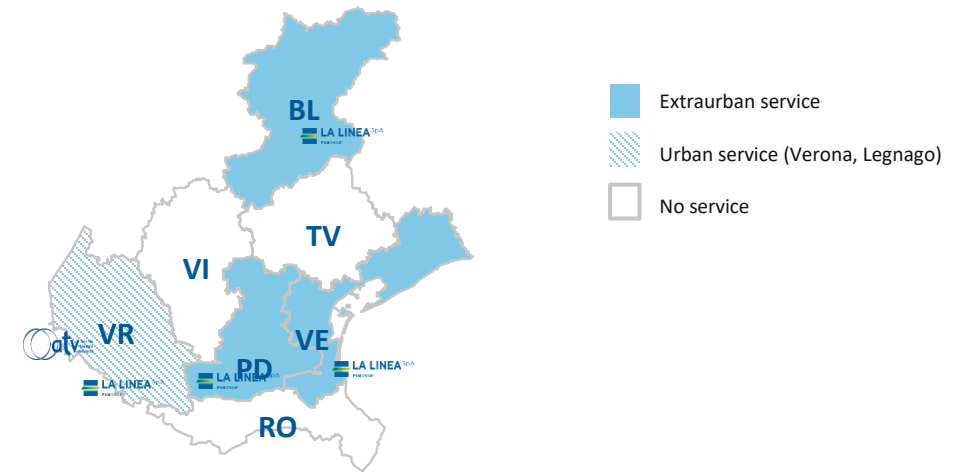 BL
LA LINEA SpA
Extraurban service
Urban service (Verona, Legnago)
No service
TV
VI
VR
atv
VE
PD
LA LINEA SpA
LA LINEA SpA
LA LINEA
RO